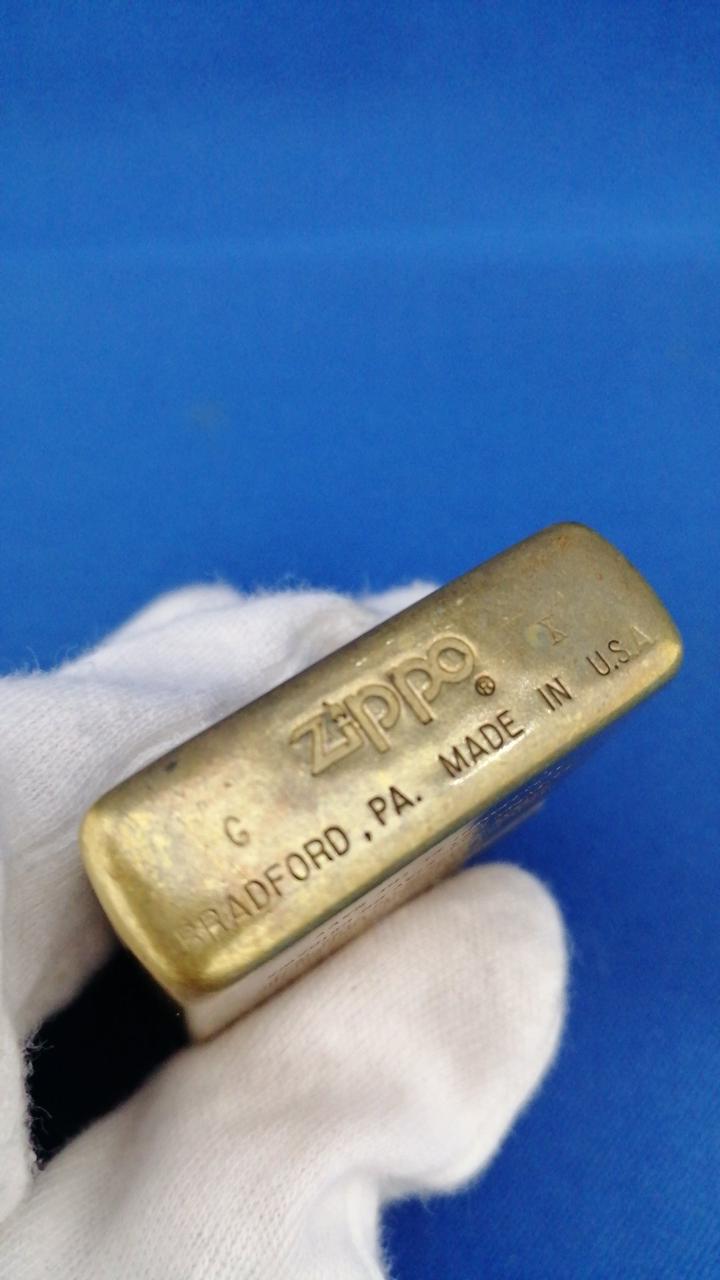 G zippo ® X
BRADFORD, PA. MADE IN U.S.A